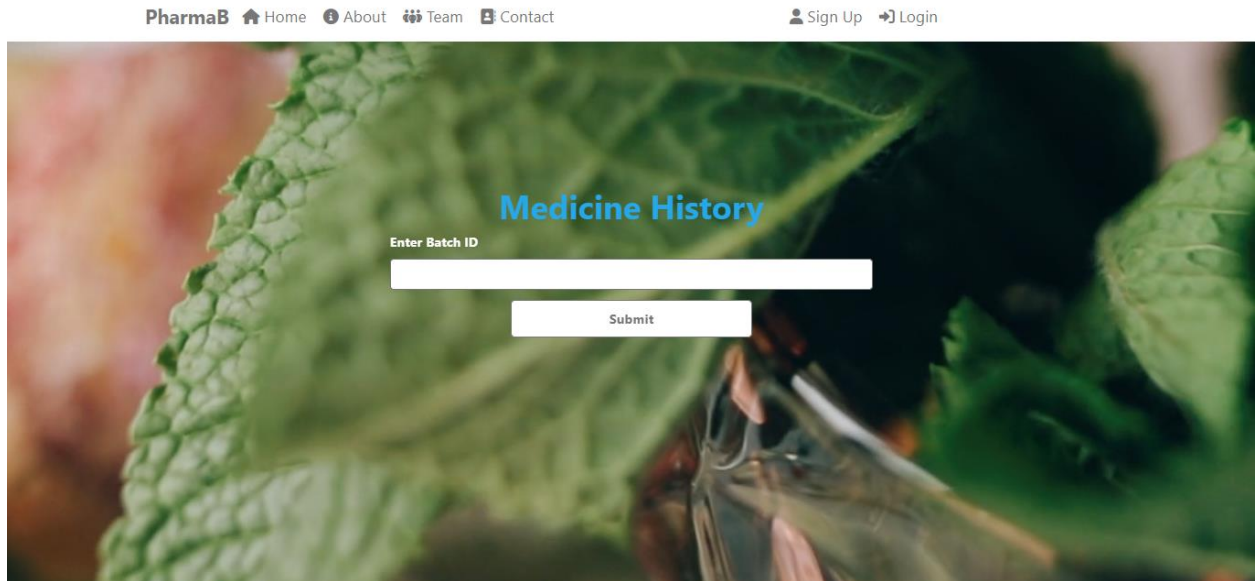 PharmaB Home About Team Contact Sign Up Login
Medicine History
Enter Batch ID
Submit